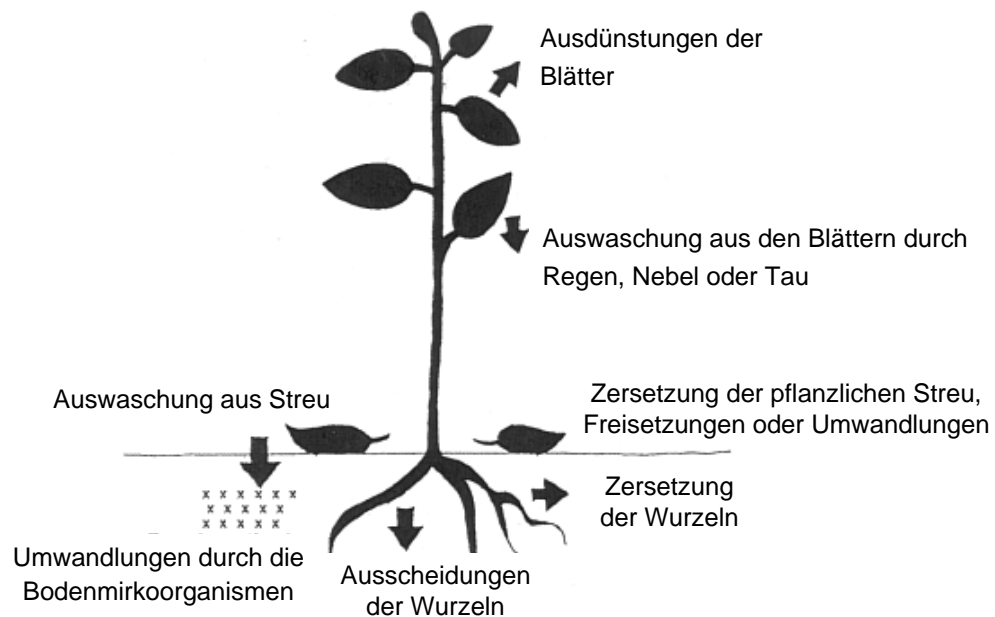 Ausdünstungen der
Blätter
Auswaschung aus den Blättern durch
Regen, Nebel oder Tau
Auswaschung aus Streu
Zersetzung der pflanzlichen Streu,
Freisetzungen oder Umwandlungen
Zersetzung
der Wurzeln
Umwandlungen durch die
Bodenmirkoorganismen
Ausscheidungen
der Wurzeln